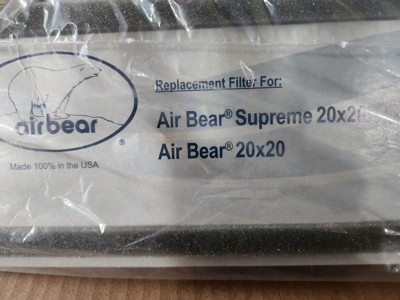 airbear
®
Made 100% in the USA
Replacement Filter For:
Air Bear® Supreme 20x20
Air Bear® 20x20